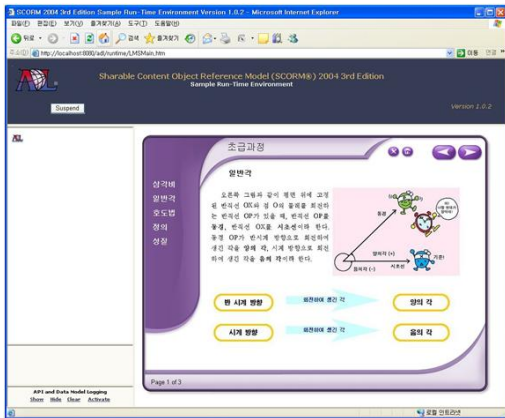 SCORM 2004 3rd Edition Sample Run-Time Environment Version 1.0.2 - Microsoft Internet Explorer
파일(F) 편집(E) 보기(V) 즐겨찾기(A) 도구(T) 도움말(H)
뒤로 검색 즐겨찾기
주소(D) http://localhost:8080/adl/runtime/LMSMain.htm 이동 연결
ADL
Sharable Content Object Reference Model (SCORM®) 2004 3rd Edition
Sample Run-Time Environment
Suspend
Version 1.0.2
ADL
초급과정
일반각
삼각비
일반각
호도법
정의
성질
오른쪽 그림과 같이 평면 위에 고정
된 반직선 OX와 점 O의 둘레를 회전하
는 반직선 OP가 있을 때, 반직선 OP를
동경, 반직선 OX를 시초선이라 한다.
동경 OP가 반시계 방향으로 회전하여
생긴 각을 양의 각, 시계 방향으로 회전
하여 생긴 각을 음의 각이라 한다.
동경
양의각 (+)
음의각 (-)
시초선
기준!
반 시계 방향
회전하여 생긴 각
양의 각
시계 방향
회전하여 생긴 각
음의 각
Page 1 of 3
API and Data Model Logging
Show Hide Clear Activate
로컬 인트라넷